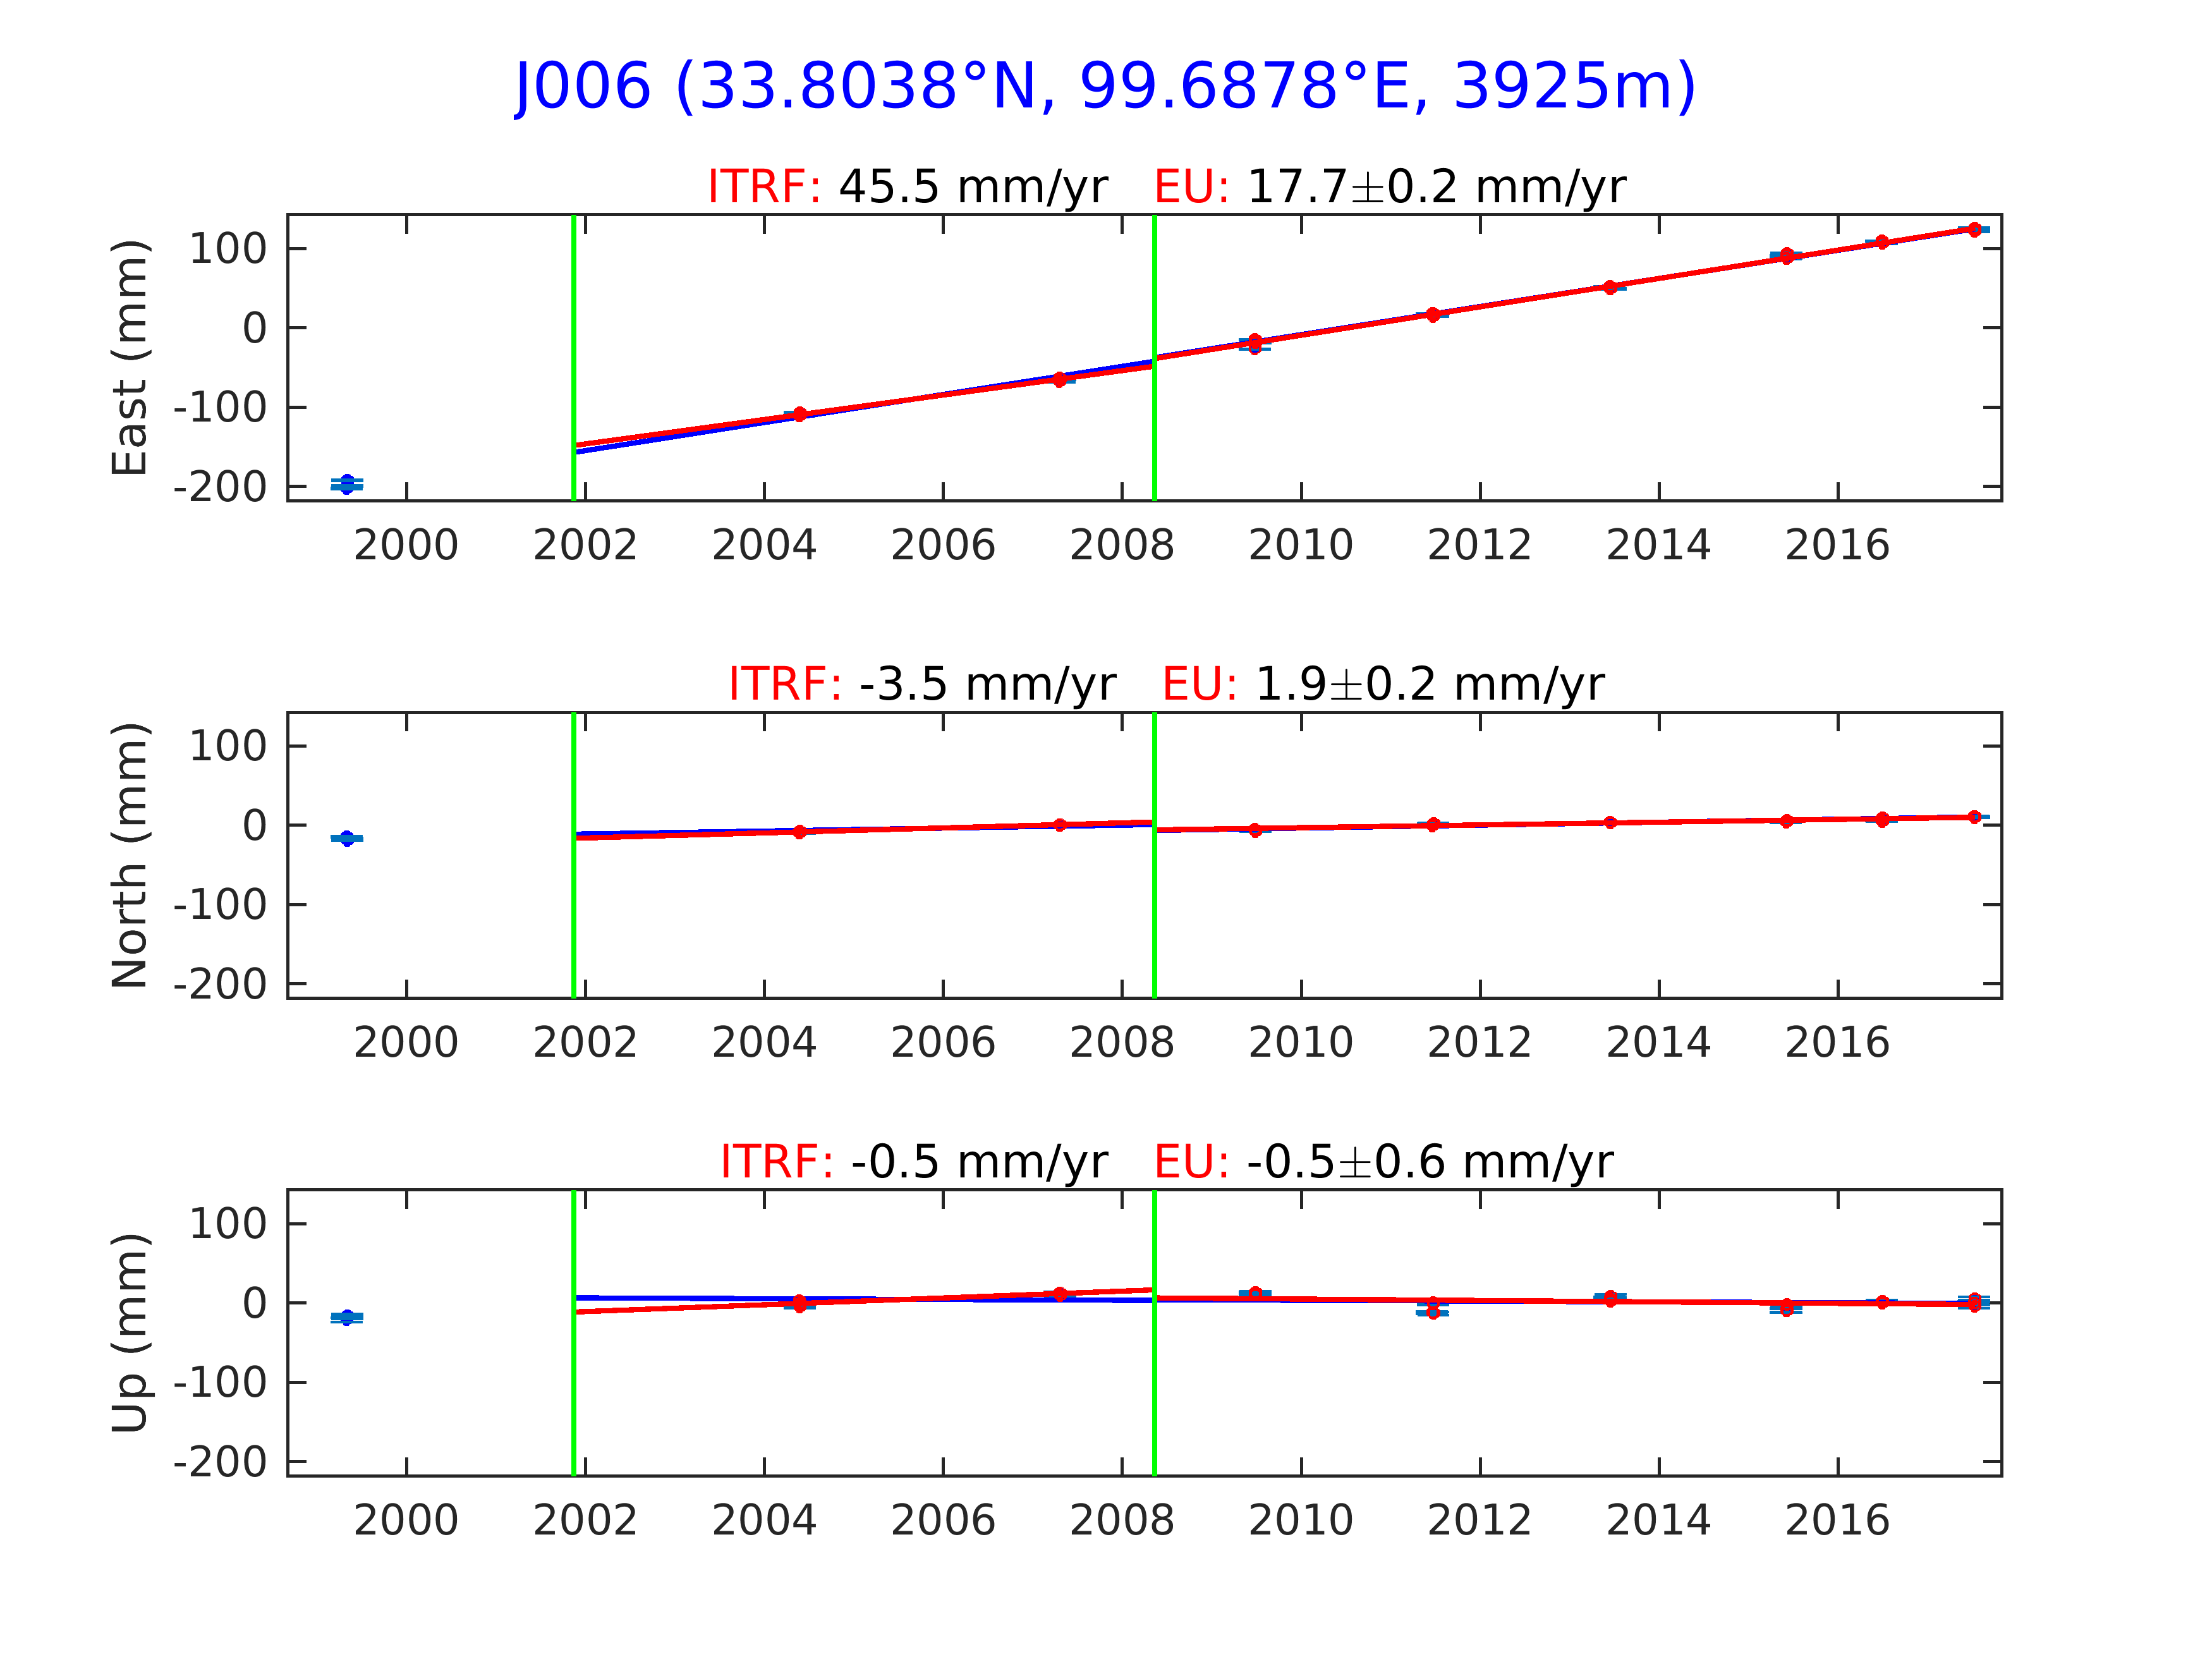 J006 (33.8038°N, 99.6878°E, 3925m)
ITRF: 45.5 mm/yr EU: 17.7±0.2 mm/yr
East (mm)
100
0
-100
-200
2000 2002 2004 2006 2008 2010 2012 2014 2016
ITRF: -3.5 mm/yr EU: 1.9±0.2 mm/yr
North (mm)
100
0
-100
-200
2000 2002 2004 2006 2008 2010 2012 2014 2016
ITRF: -0.5 mm/yr EU: -0.5±0.6 mm/yr
Up (mm)
100
0
-100
-200
2000 2002 2004 2006 2008 2010 2012 2014 2016